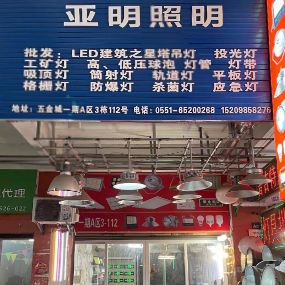 亚明照明
批发：LED建筑之星塔吊灯 投光灯
工矿灯 高、低压球泡 灯管 灯带
吸顶灯 筒射灯 轨道灯 平板灯
格栅灯 防爆灯 杀菌灯 应急灯
地址：五金城一期A区3栋112号 电话：0551-65200268 15209858276
代理
期A区3-112